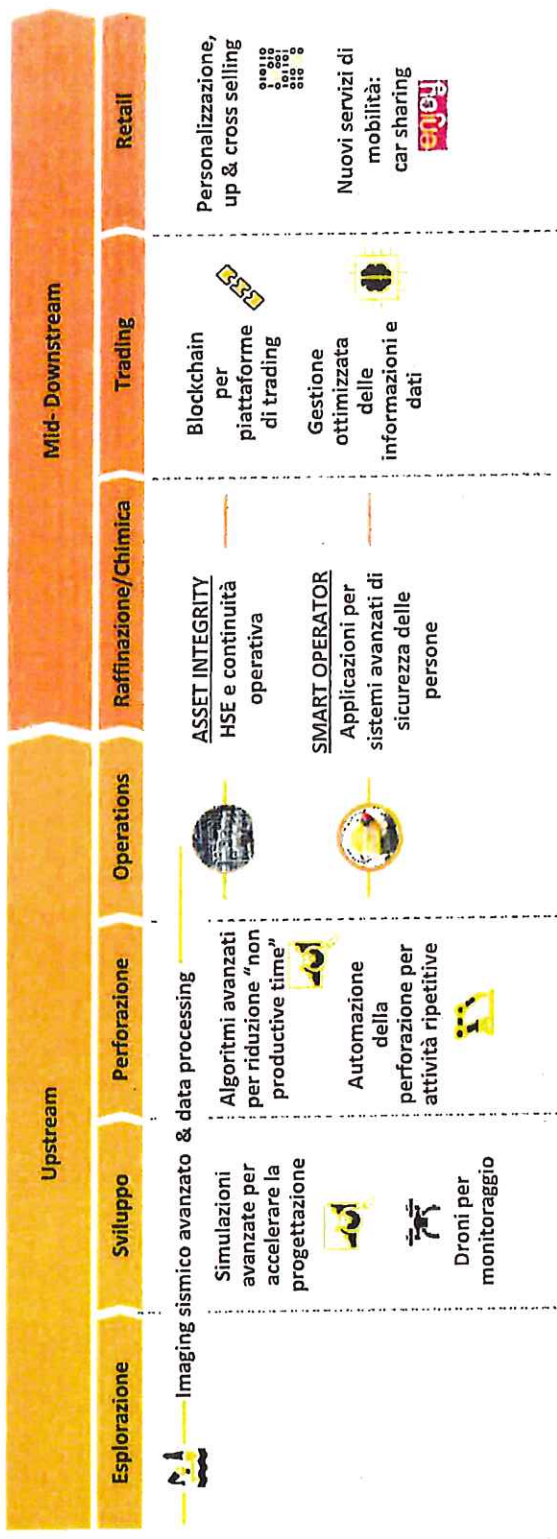 Upstream
Mid- Downstream
Esplorazione
Sviluppo
Perforazione
Operations
Raffinazione/Chimica
Trading
Retail
Imaging sismico avanzato & data processing
Simulazioni
avanzate per
accelerare la
progettazione
Droni per
monitoraggio
Algoritmi avanzati
per riduzione "non
productive time"
Automazione
della
perforazione per
attività ripetitive
ASSET INTEGRITY
HSE e continuità
operativa
SMART OPERATOR
Applicazioni per
sistemi avanzati di
sicurezza delle
persone
Blockchain
per
piattaforme
di trading
Gestione
ottimizzata
delle
informazioni e
dati
Personalizzazione,
up & cross selling
Nuovi servizi di
mobilità:
car sharing
enjoy